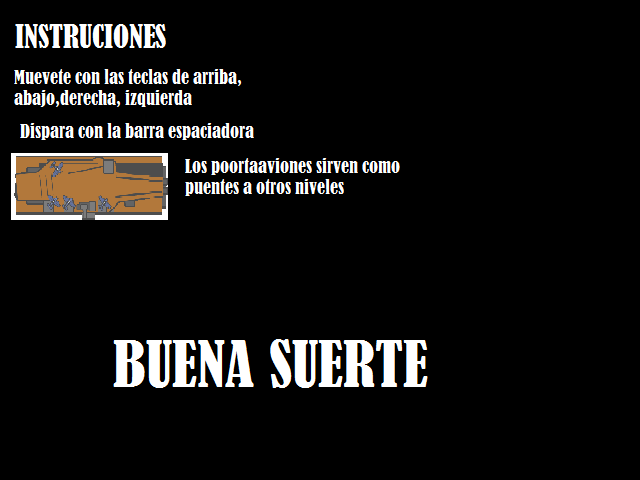 INSTRUCIONES
Muevete con las teclas de arriba,
abajo,derecha, izquierda
Dispara con la barra espaciadora
Los poortaaviones sirven como
puentes a otros niveles
BUENA SUERTE